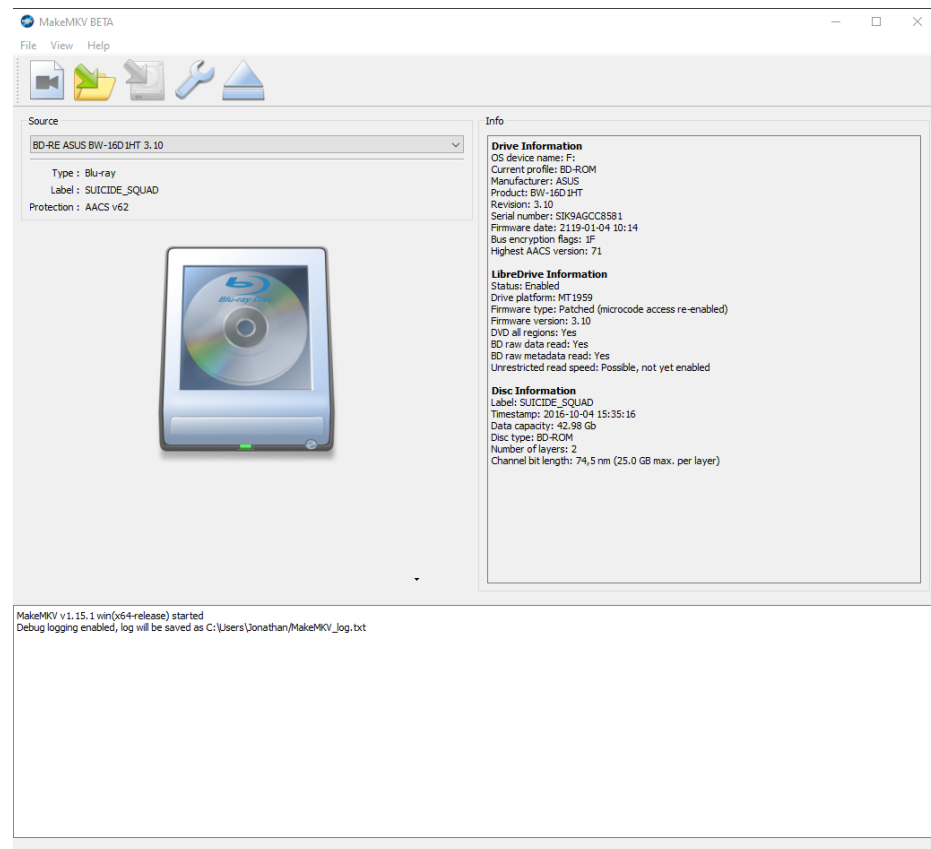 MakeMKV BETA
File View Help
Source
BD-RE ASUS BW-16D1HT 3.10
Type : Blu-ray
Label : SUICIDE_SQUAD
Protection : AACS v62
Blu-ray Disc
Info
Drive Information
OS device name: F:
Current profile: BD-ROM
Manufacturer: ASUS
Product: BW-16D1HT
Revision: 3.10
Serial number: SIK9AGCC8581
Firmware date: 2119-01-04 10:14
Bus encryption flags: 1F
Highest AACS version: 71
LibreDrive Information
Status: Enabled
Drive platform: MT1959
Firmware type: Patched (microcode access re-enabled)
Firmware version: 3.10
DVD all regions: Yes
BD raw data read: Yes
BD raw metadata read: Yes
Unrestricted read speed: Possible, not yet enabled
Disc Information
Label: SUICIDE_SQUAD
Timestamp: 2016-10-04 15:35:16
Data capacity: 42.98 Gb
Disc type: BD-ROM
Number of layers: 2
Channel bit length: 74,5 nm (25.0 GB max. per layer)
MakeMKV v1.15.1 win(x64-release) started
Debug logging enabled, log will be saved as C:\Users\Jonathan/MakeMKV_log.txt